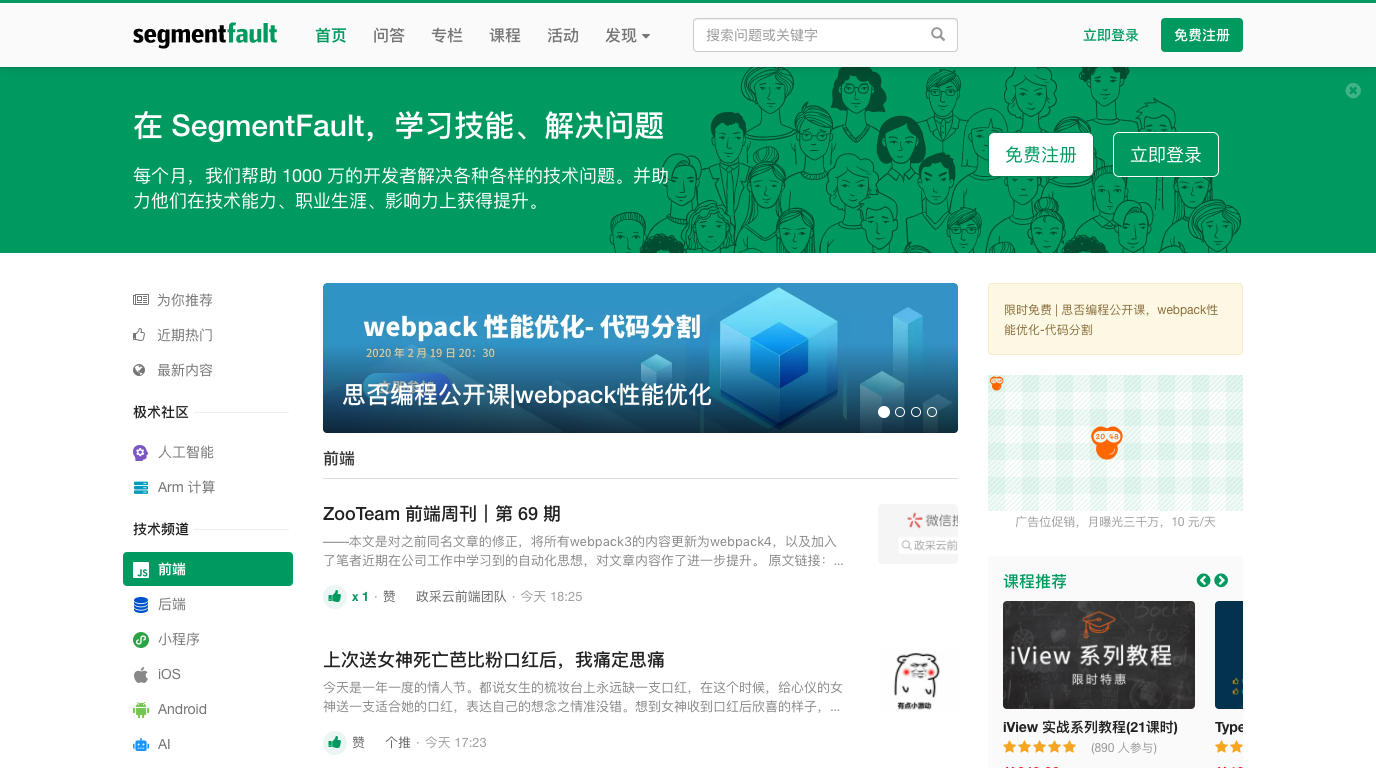 segmentfault
首页
问答
专栏
课程
活动
发现
搜索问题或关键字
立即登录
免费注册
在 SegmentFault，学习技能、解决问题
每个月，我们帮助 1000 万的开发者解决各种各样的技术问题。并助
力他们在技术能力、职业生涯、影响力上获得提升。
免费注册
立即登录
为你推荐
近期热门
最新内容
极术社区
人工智能
Arm 计算
技术频道
JS
前端
后端
小程序
iOS
Android
AI
webpack 性能优化- 代码分割
2020 年 2 月 19 日 20：30
思否编程公开课|webpack性能优化
前端
ZooTeam 前端周刊｜第 69 期
——本文是对之前同名文章的修正，将所有webpack3的内容更新为webpack4，以及加入
了笔者近期在公司工作中学习到的自动化思想，对文章内容作了进一步提升。 原文链接：...
x 1 · 赞 政采云前端团队 · 今天 18:25
微信搜
政采云前
上次送女神死亡芭比粉口红后，我痛定思痛
今天是一年一度的情人节。都说女生的梳妆台上永远缺一支口红，在这个时候，给心仪的女
神送一支适合她的口红，表达自己的想念之情准没错。想到女神收到口红后欣喜的样子，...
赞 个推 · 今天 17:23
有点小激动
限时免费 | 思否编程公开课，webpack性
能优化-代码分割
20 48
广告位促销，月曝光三千万，10 元/天
课程推荐
iView 系列教程
限时特惠
iView 实战系列教程(21课时)
(890 人参与)
Type